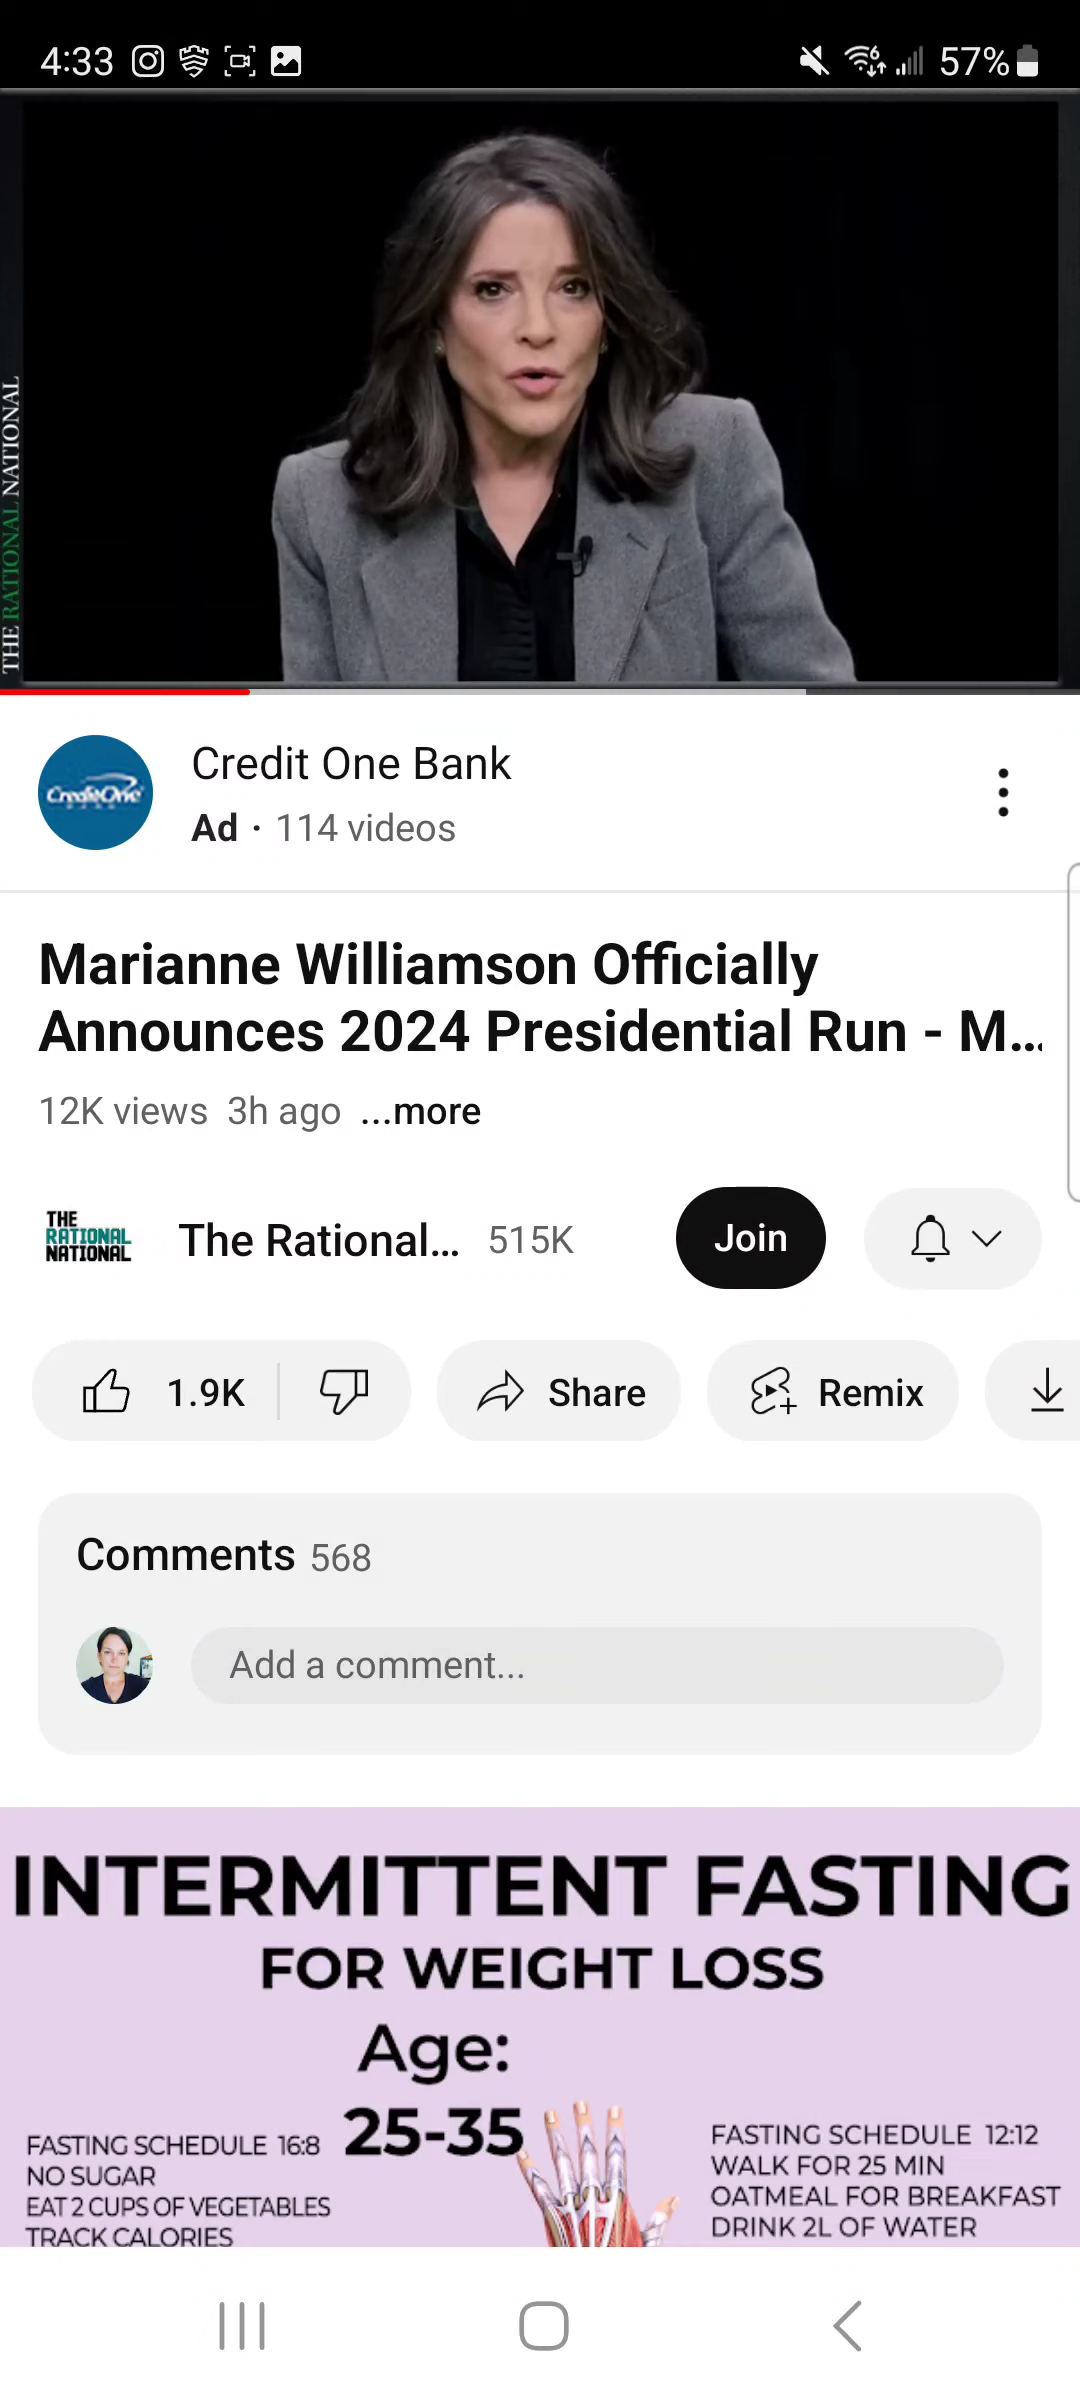 4:33
57%
THE RATIONAL NATIONAL
CreditOne
Credit One Bank
Ad · 114 videos
Marianne Williamson Officially
Announces 2024 Presidential Run - M...
12K views 3h ago ...more
THE
RATIONAL
NATIONAL
The Rational... 515K
Join
1.9K
Share
Remix
Comments 568
Add a comment...
INTERMITTENT FASTING
FOR WEIGHT LOSS
Age:
25-35
FASTING SCHEDULE 16:8
NO SUGAR
EAT 2 CUPS OF VEGETABLES
TRACK CALORIES
FASTING SCHEDULE 12:12
WALK FOR 25 MIN
OATMEAL FOR BREAKFAST
DRINK 2L OF WATER